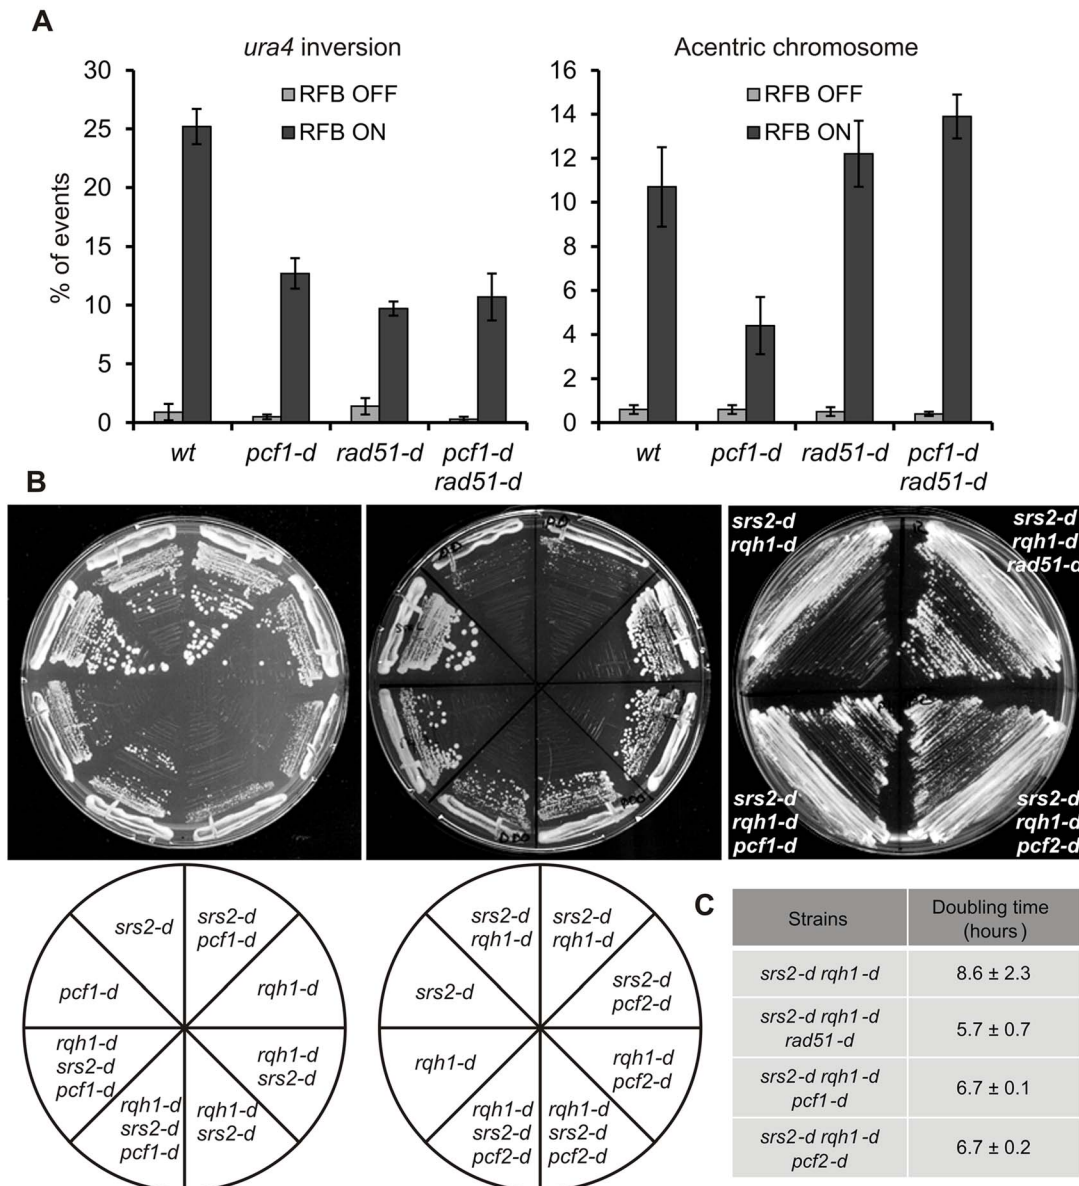 A
ura4 inversion
Acentric chromosome
30
25
20
15
10
5
0
% of events
RFB OFF
RFB ON
wt
pcf1-d
rad51-d
pcf1-d
rad51-d
16
14
12
10
8
6
4
2
0
RFB OFF
RFB ON
wt
pcf1-d
rad51-d
pcf1-d
rad51-d
B
srs2-d
rqh1-d
srs2-d
rqh1-d
rad51-d
srs2-d
rqh1-d
pcf1-d
srs2-d
rqh1-d
pcf2-d
srs2-d
srs2-d
pcf1-d
pcf1-d
rqh1-d
rqh1-d
srs2-d
pcf1-d
rqh1-d
srs2-d
rqh1-d
srs2-d
pcf1-d
rqh1-d
srs2-d
srs2-d
rqh1-d
srs2-d
rqh1-d
srs2-d
srs2-d
pcf2-d
rqh1-d
rqh1-d
pcf2-d
rqh1-d
srs2-d
pcf2-d
rqh1-d
srs2-d
pcf2-d
C
Strains
Doubling time
(hours)
srs2-d rqh1-d
8.6 ± 2.3
srs2-d rqh1-d
rad51-d
5.7 ± 0.7
srs2-d rqh1-d
pcf1-d
6.7 ± 0.1
srs2-d rqh1-d
pcf2-d
6.7 ± 0.2